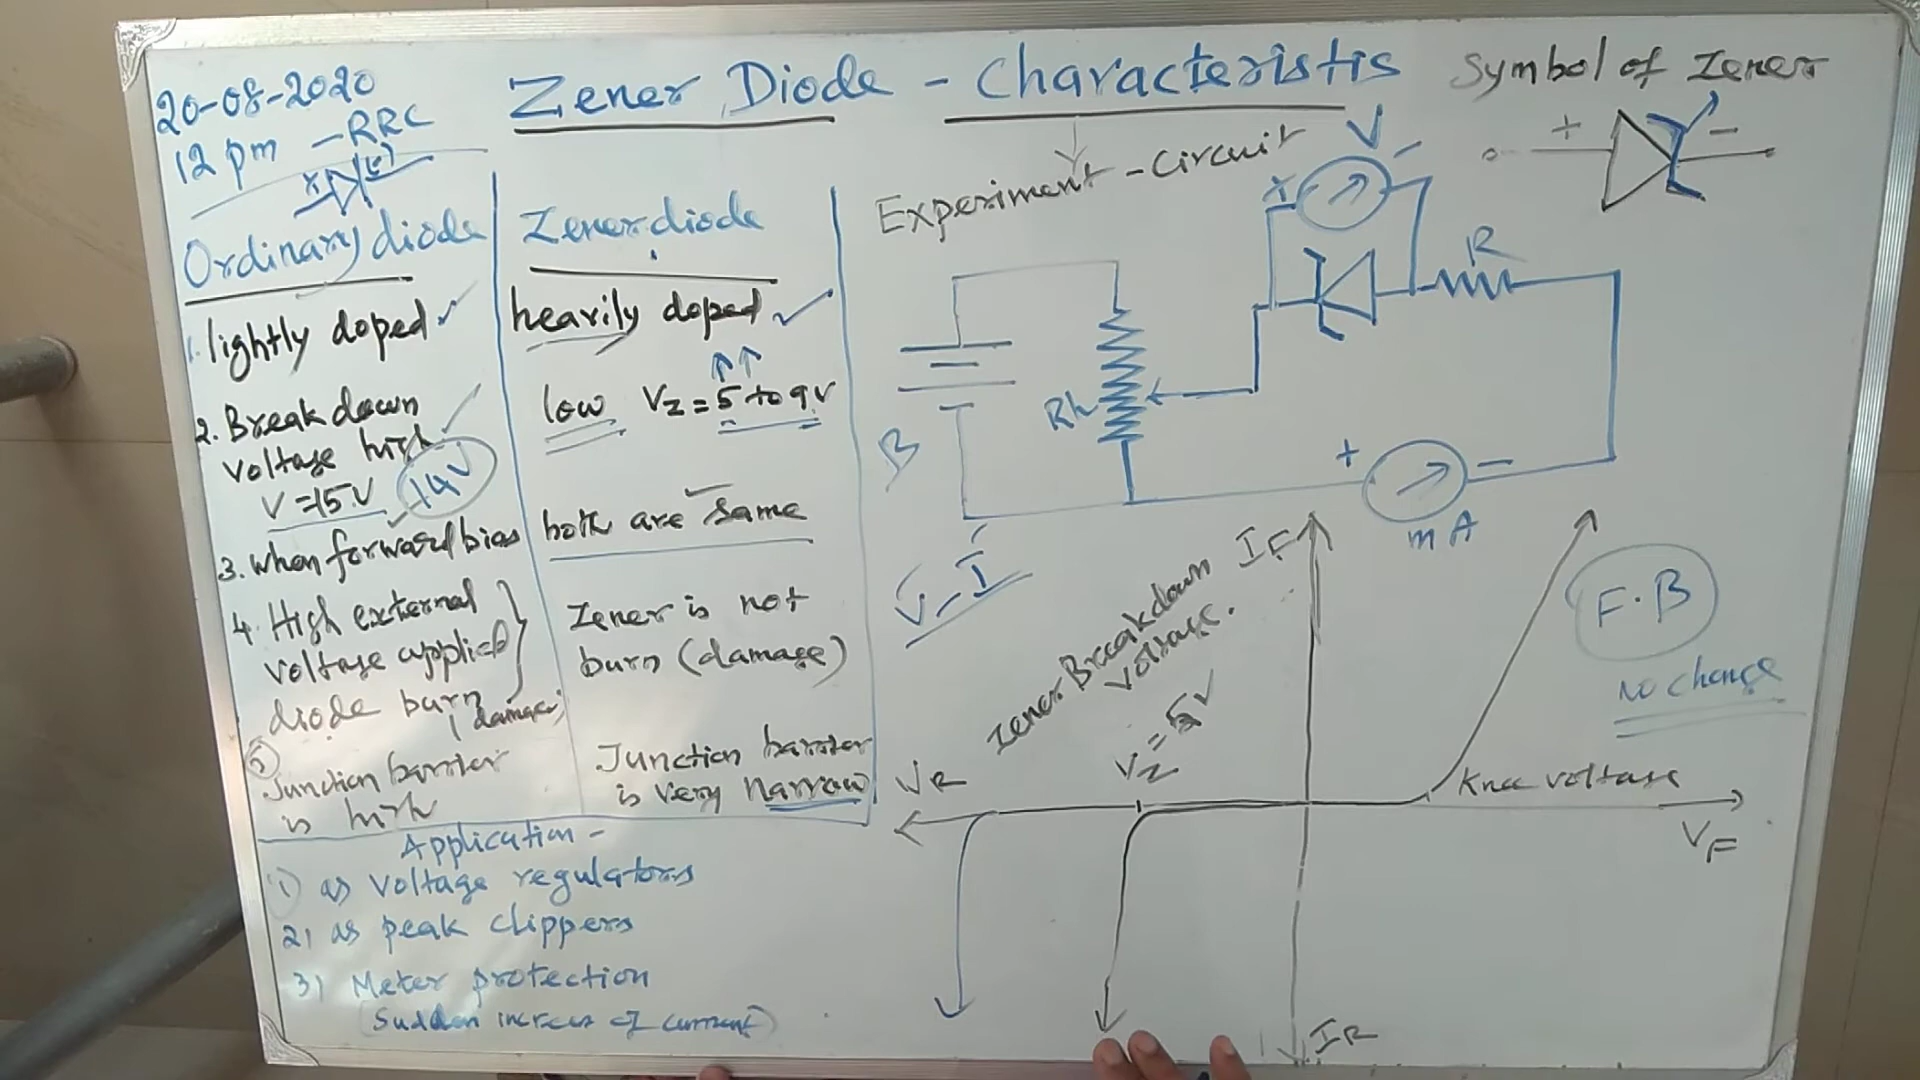 20-08-2020
12 pm - RRC
Zener Diode - Characteristis
Symbol of Zener
+ -
Ordinary diode
1. lightly doped ✓
2. Break down
voltage high
V = 15V 14V
3. When forward bias
4. High external
voltage applied
diode burn
(damage)
5
Junction barrier
is high
Zener diode
heavily doped ✓
low Vz = 5 to 9V
both are same
Zener is not
burn (damage)
Junction barrier
is very narrow
Application -
1) as voltage regulators
2) as peak clippers
3) Meter protection
(Sudden increas of current)
Experiment - Circuit
V
+ -
R
Rh
B
+ -
mA
V-I
IF
Zener Breakdown
voltage.
Vz = 5V
F.B
No change
VR
Knee voltage
VF
IR